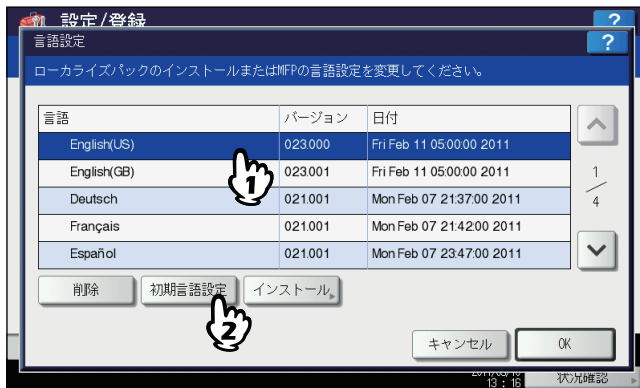 設定/登録
?
言語設定
?
ローカライズパックのインストールまたはMFPの言語設定を変更してください。
言語 バージョン 日付
English(US) 023.000 Fri Feb 11 05:00:00 2011
English(GB) 023.001 Fri Feb 11 05:00:00 2011
Deutsch 021.001 Mon Feb 07 21:37:00 2011
Français 021.001 Mon Feb 07 21:42:00 2011
Español 021.001 Mon Feb 07 23:47:00 2011
1
4
1
削除 初期言語設定 インストール
2
キャンセル OK
13 : 16 状況確認